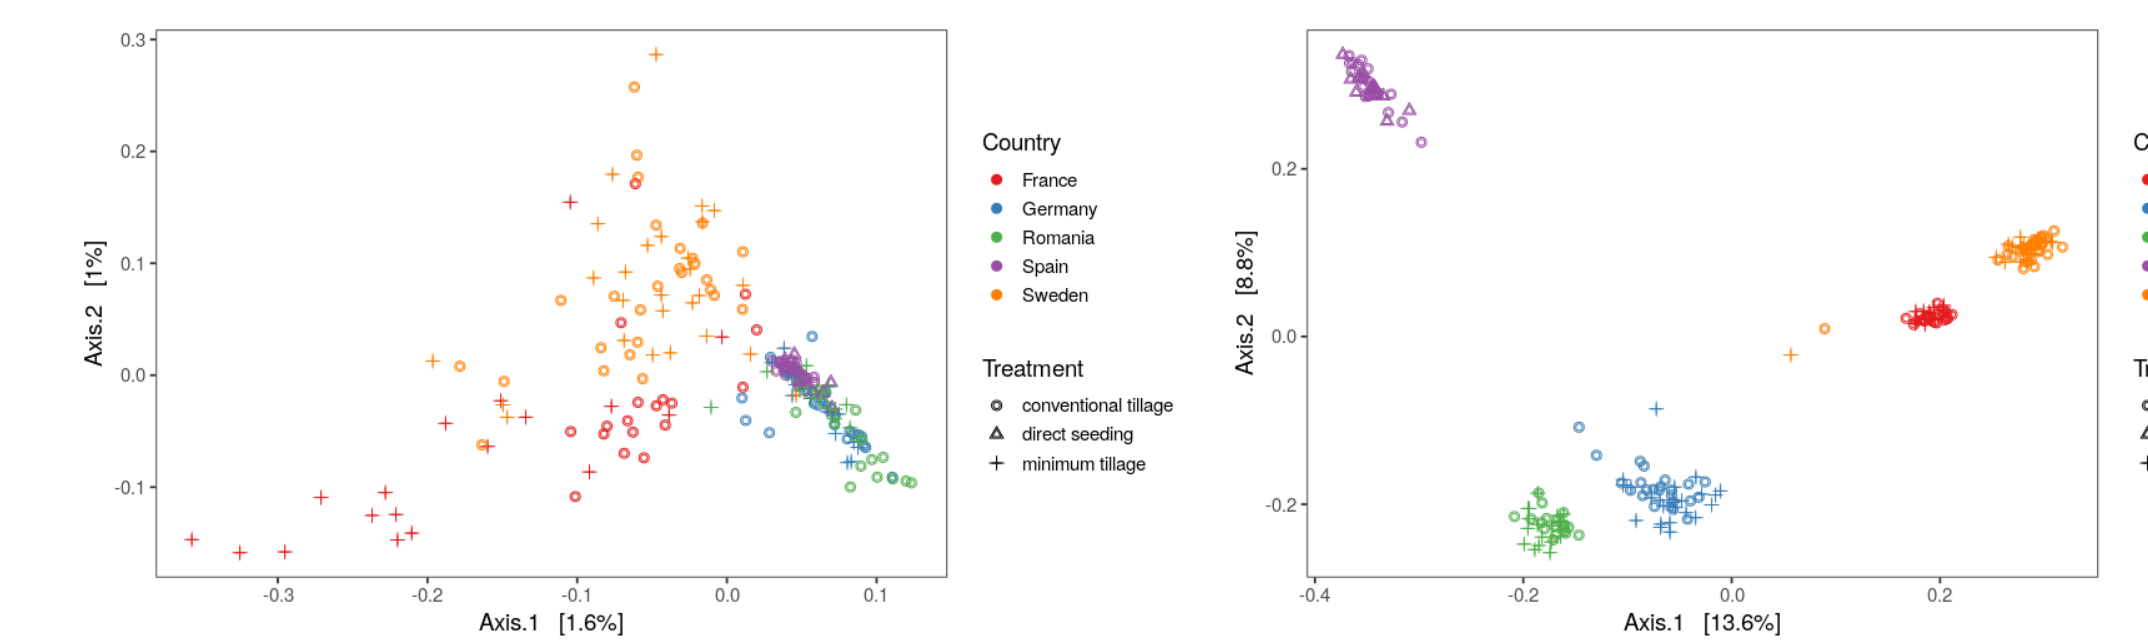 0.3
0.2
0.1
0.0
-0.1
Axis.2 [1%]
-0.3 -0.2 -0.1 0.0 0.1
Axis.1 [1.6%]
Country
France
Germany
Romania
Spain
Sweden
Treatment
conventional tillage
direct seeding
minimum tillage
0.2
0.0
-0.2
Axis.2 [8.8%]
-0.4 -0.2 0.0 0.2
Axis.1 [13.6%]
C
Tr